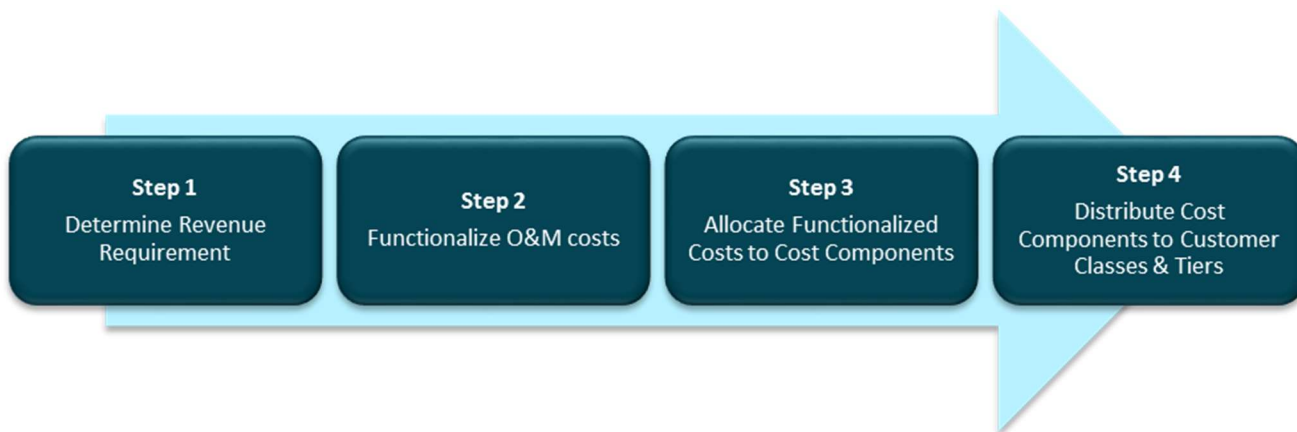 Step 1
Determine Revenue
Requirement
Step 2
Functionalize O&M costs
Step 3
Allocate Functionalized
Costs to Cost Components
Step 4
Distribute Cost
Components to Customer
Classes & Tiers